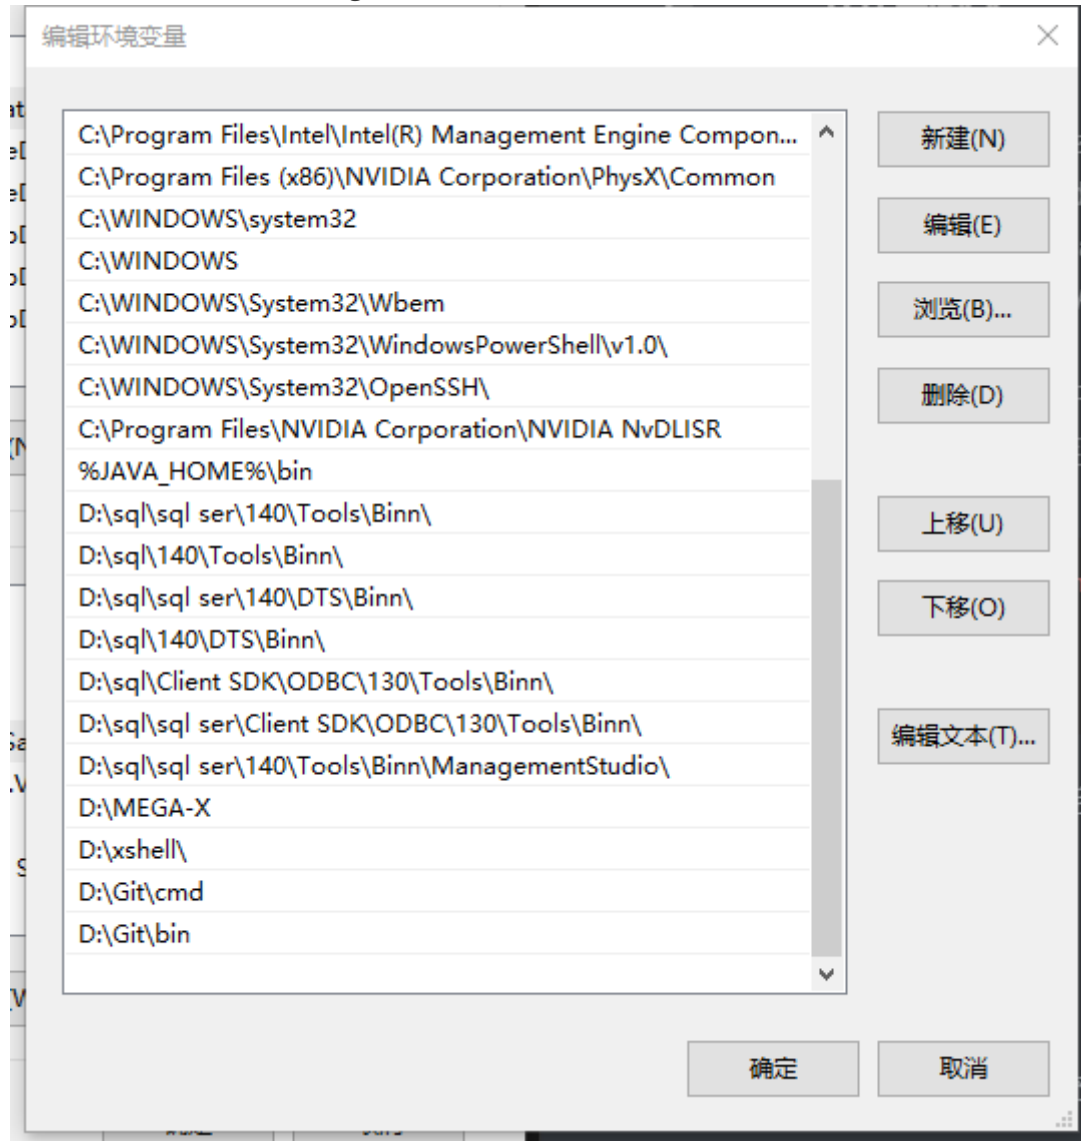 编辑环境变量
C:\Program Files\Intel\Intel(R) Management Engine Compon...
C:\Program Files (x86)\NVIDIA Corporation\PhysX\Common
C:\WINDOWS\system32
C:\WINDOWS
C:\WINDOWS\System32\Wbem
C:\WINDOWS\System32\WindowsPowerShell\v1.0\
C:\WINDOWS\System32\OpenSSH\
C:\Program Files\NVIDIA Corporation\NVIDIA NvDLISR
%JAVA_HOME%\bin
D:\sql\sql ser\140\Tools\Binn\
D:\sql\140\Tools\Binn\
D:\sql\sql ser\140\DTS\Binn\
D:\sql\140\DTS\Binn\
D:\sql\Client SDK\ODBC\130\Tools\Binn\
D:\sql\sql ser\Client SDK\ODBC\130\Tools\Binn\
D:\sql\sql ser\140\Tools\Binn\ManagementStudio\
D:\MEGA-X
D:\xshell\
D:\Git\cmd
D:\Git\bin
新建(N)
编辑(E)
浏览(B)...
删除(D)
上移(U)
下移(O)
编辑文本(T)...
确定
取消